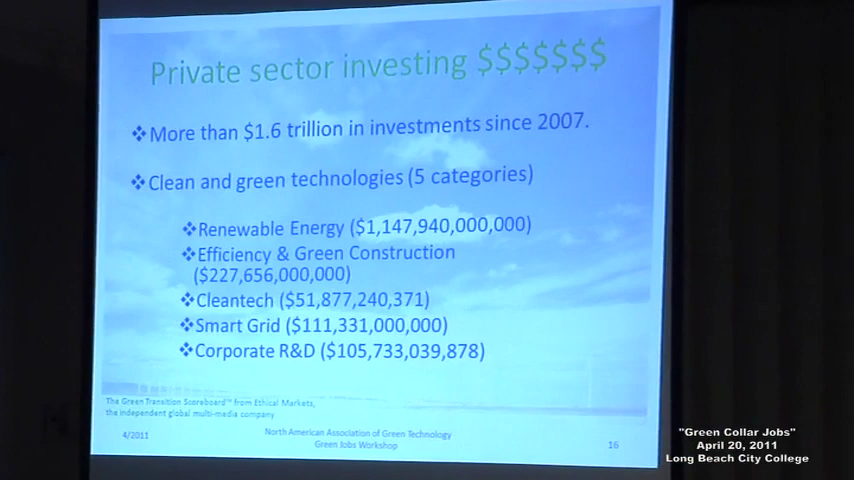 Private sector investing $$$$$$$
❖More than $1.6 trillion in investments since 2007.
❖Clean and green technologies (5 categories)
❖Renewable Energy ($1,147,940,000,000)
❖Efficiency & Green Construction
($227,656,000,000)
❖Cleantech ($51,877,240,371)
❖Smart Grid ($111,331,000,000)
❖Corporate R&D ($105,733,039,878)
The Green Transition Scoreboard™ from Ethical Markets,
the independent global multi-media company
4/2011
North American Association of Green Technology
Green Jobs Workshop
16
"Green Collar Jobs"
April 20, 2011
Long Beach City College